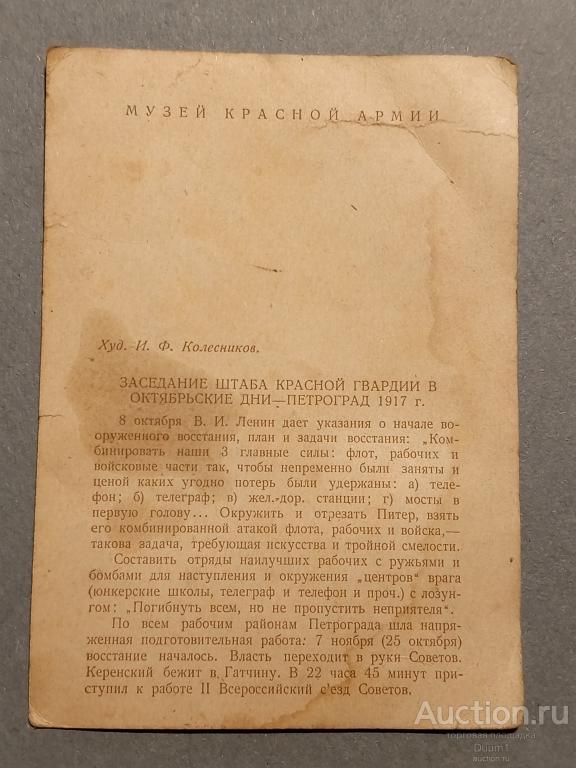 МУЗЕЙ КРАСНОЙ АРМИИ
Худ. И. Ф. Колесников.
ЗАСЕДАНИЕ ШТАБА КРАСНОЙ ГВАРДИИ В
ОКТЯБРЬСКИЕ ДНИ—ПЕТРОГРАД 1917 г.
8 октября В. И. Ленин дает указания о начале во-
оруженного восстания, план и задачи восстания: „Ком-
бинировать наши 3 главные силы: флот, рабочих и
войсковые части так, чтобы непременно были заняты и
ценой каких угодно потерь были удержаны: а) теле-
фон; б) телеграф; в) жел.-дор. станции; г) мосты в
первую голову... Окружить и отрезать Питер, взять
его комбинированной атакой флота, рабочих и войска,—
такова задача, требующая искусства и тройной смелости.
Составить отряды наилучших рабочих с ружьями и
бомбами для наступления и окружения „центров“ врага
(юнкерские школы, телеграф и телефон и проч.) с лозун-
гом: „Погибнуть всем, но не пропустить неприятеля“.
По всем рабочим районам Петрограда шла напря-
женная подготовительная работа. 7 ноября (25 октября)
восстание началось. Власть переходит в руки Советов.
Керенский бежит в Гатчину. В 22 часа 45 минут при-
ступил к работе II Всероссийский с'езд Советов.
Auction.ru
торговая площадка
Duum1
auction.ru